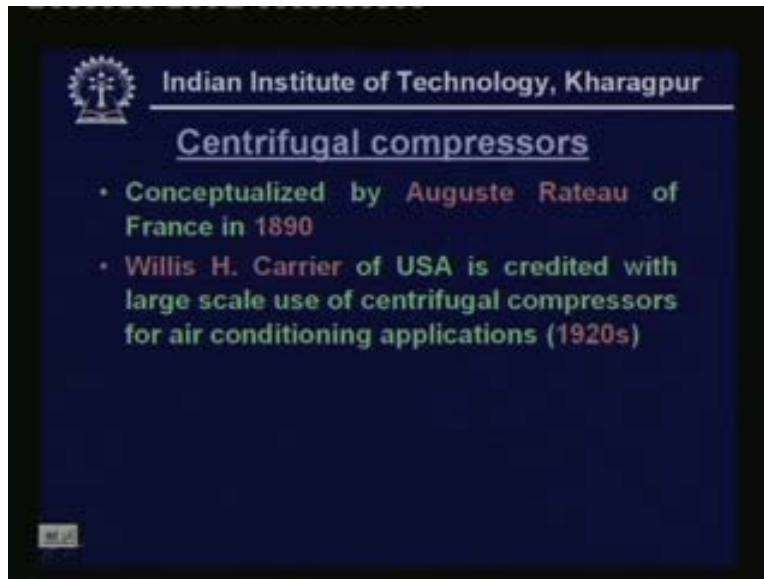 Indian Institute of Technology, Kharagpur
Centrifugal compressors
• Conceptualized by Auguste Rateau of
France in 1890
• Willis H. Carrier of USA is credited with
large scale use of centrifugal compressors
for air conditioning applications (1920s)